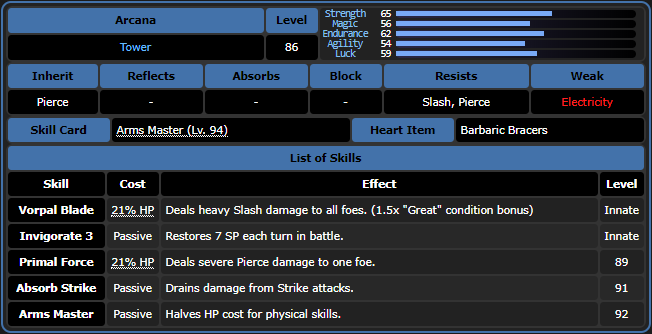 Arcana Level
Tower 86
Strength 65
Magic 56
Endurance 62
Agility 54
Luck 59
Inherit Reflects Absorbs Block Resists Weak
Pierce - - - Slash, Pierce Electricity
Skill Card Arms Master (Lv. 94) Heart Item Barbaric Bracers
List of Skills
Skill Cost Effect Level
Vorpal Blade 21% HP Deals heavy Slash damage to all foes. (1.5x "Great" condition bonus) Innate
Invigorate 3 Passive Restores 7 SP each turn in battle. Innate
Primal Force 21% HP Deals severe Pierce damage to one foe. 89
Absorb Strike Passive Drains damage from Strike attacks. 91
Arms Master Passive Halves HP cost for physical skills. 92